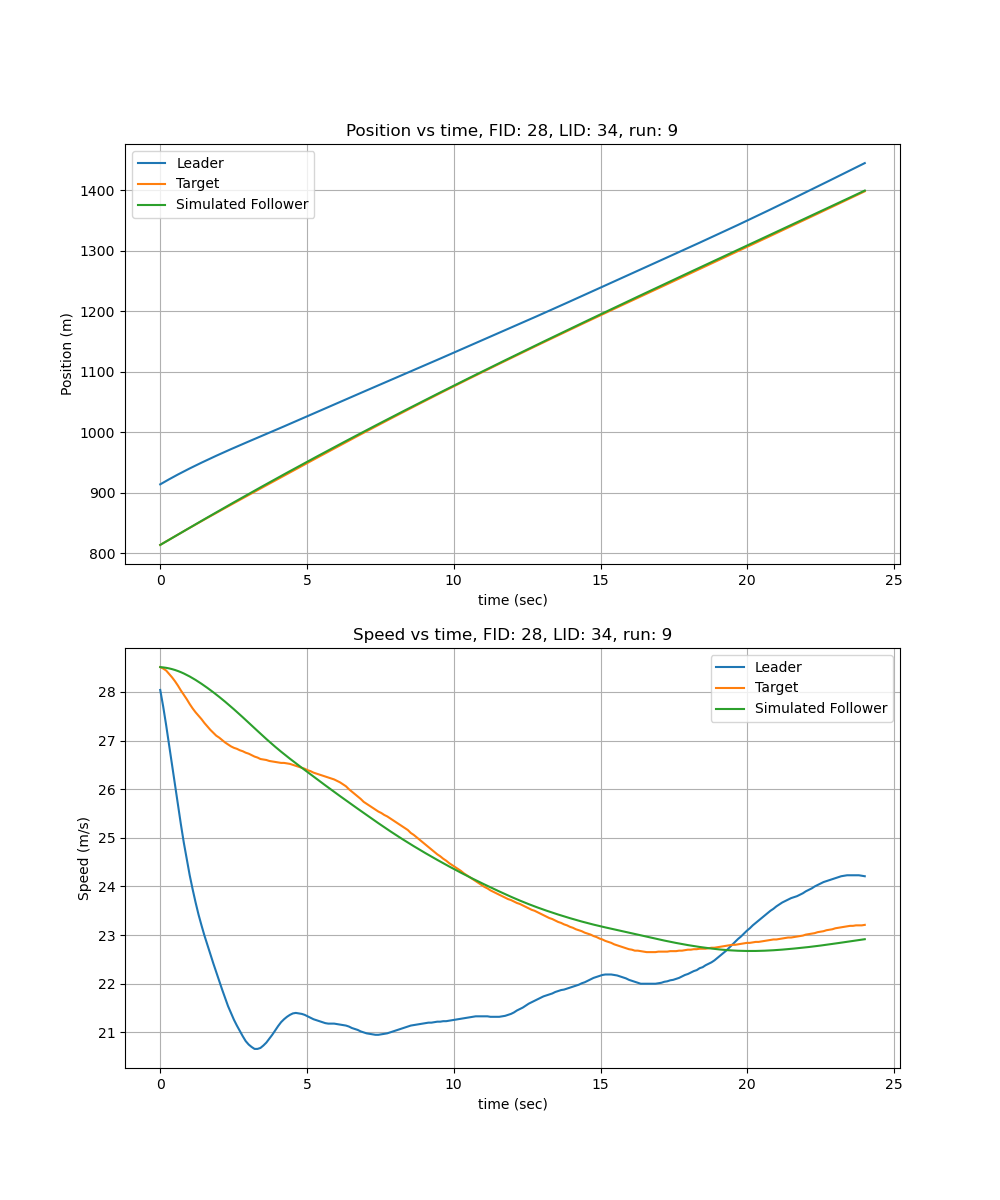 Position vs time, FID: 28, LID: 34, run: 9
Leader
Target
Simulated Follower
1400
1300
1200
1100
1000
900
800
Position (m)
0 5 10 15 20 25
time (sec)
Speed vs time, FID: 28, LID: 34, run: 9
Leader
Target
Simulated Follower
28
27
26
25
24
23
22
21
Speed (m/s)
0 5 10 15 20 25
time (sec)